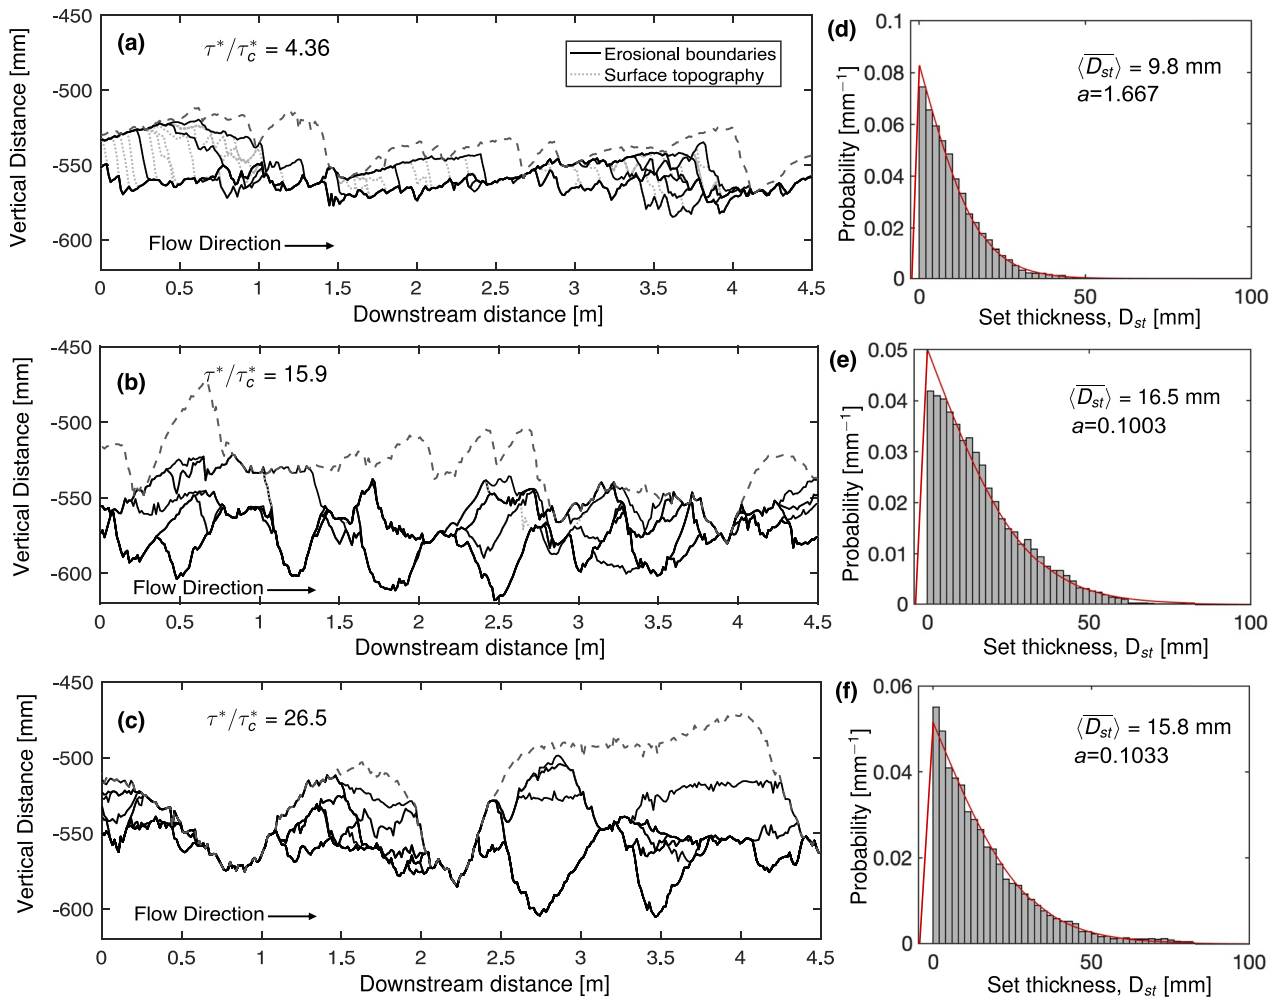 (a)
τ*/τc* = 4.36
Erosional boundaries
Surface topography
Vertical Distance [mm]
-450
-500
-550
-600
Flow Direction
0 0.5 1 1.5 2 2.5 3 3.5 4 4.5
Downstream distance [m]
(d)
⟨D̅st⟩ = 9.8 mm
a=1.667
Probability [mm⁻¹]
0.1
0.08
0.06
0.04
0.02
0
0 50 100
Set thickness, Dst [mm]
(b)
τ*/τc* = 15.9
Vertical Distance [mm]
-450
-500
-550
-600
Flow Direction
0 0.5 1 1.5 2 2.5 3 3.5 4 4.5
Downstream distance [m]
(e)
⟨D̅st⟩ = 16.5 mm
a=0.1003
Probability [mm⁻¹]
0.05
0.04
0.03
0.02
0.01
0
0 50 100
Set thickness, Dst [mm]
(c)
τ*/τc* = 26.5
Vertical Distance [mm]
-450
-500
-550
-600
Flow Direction
0 0.5 1 1.5 2 2.5 3 3.5 4 4.5
Downstream distance [m]
(f)
⟨D̅st⟩ = 15.8 mm
a=0.1033
Probability [mm⁻¹]
0.06
0.04
0.02
0
0 50 100
Set thickness, Dst [mm]